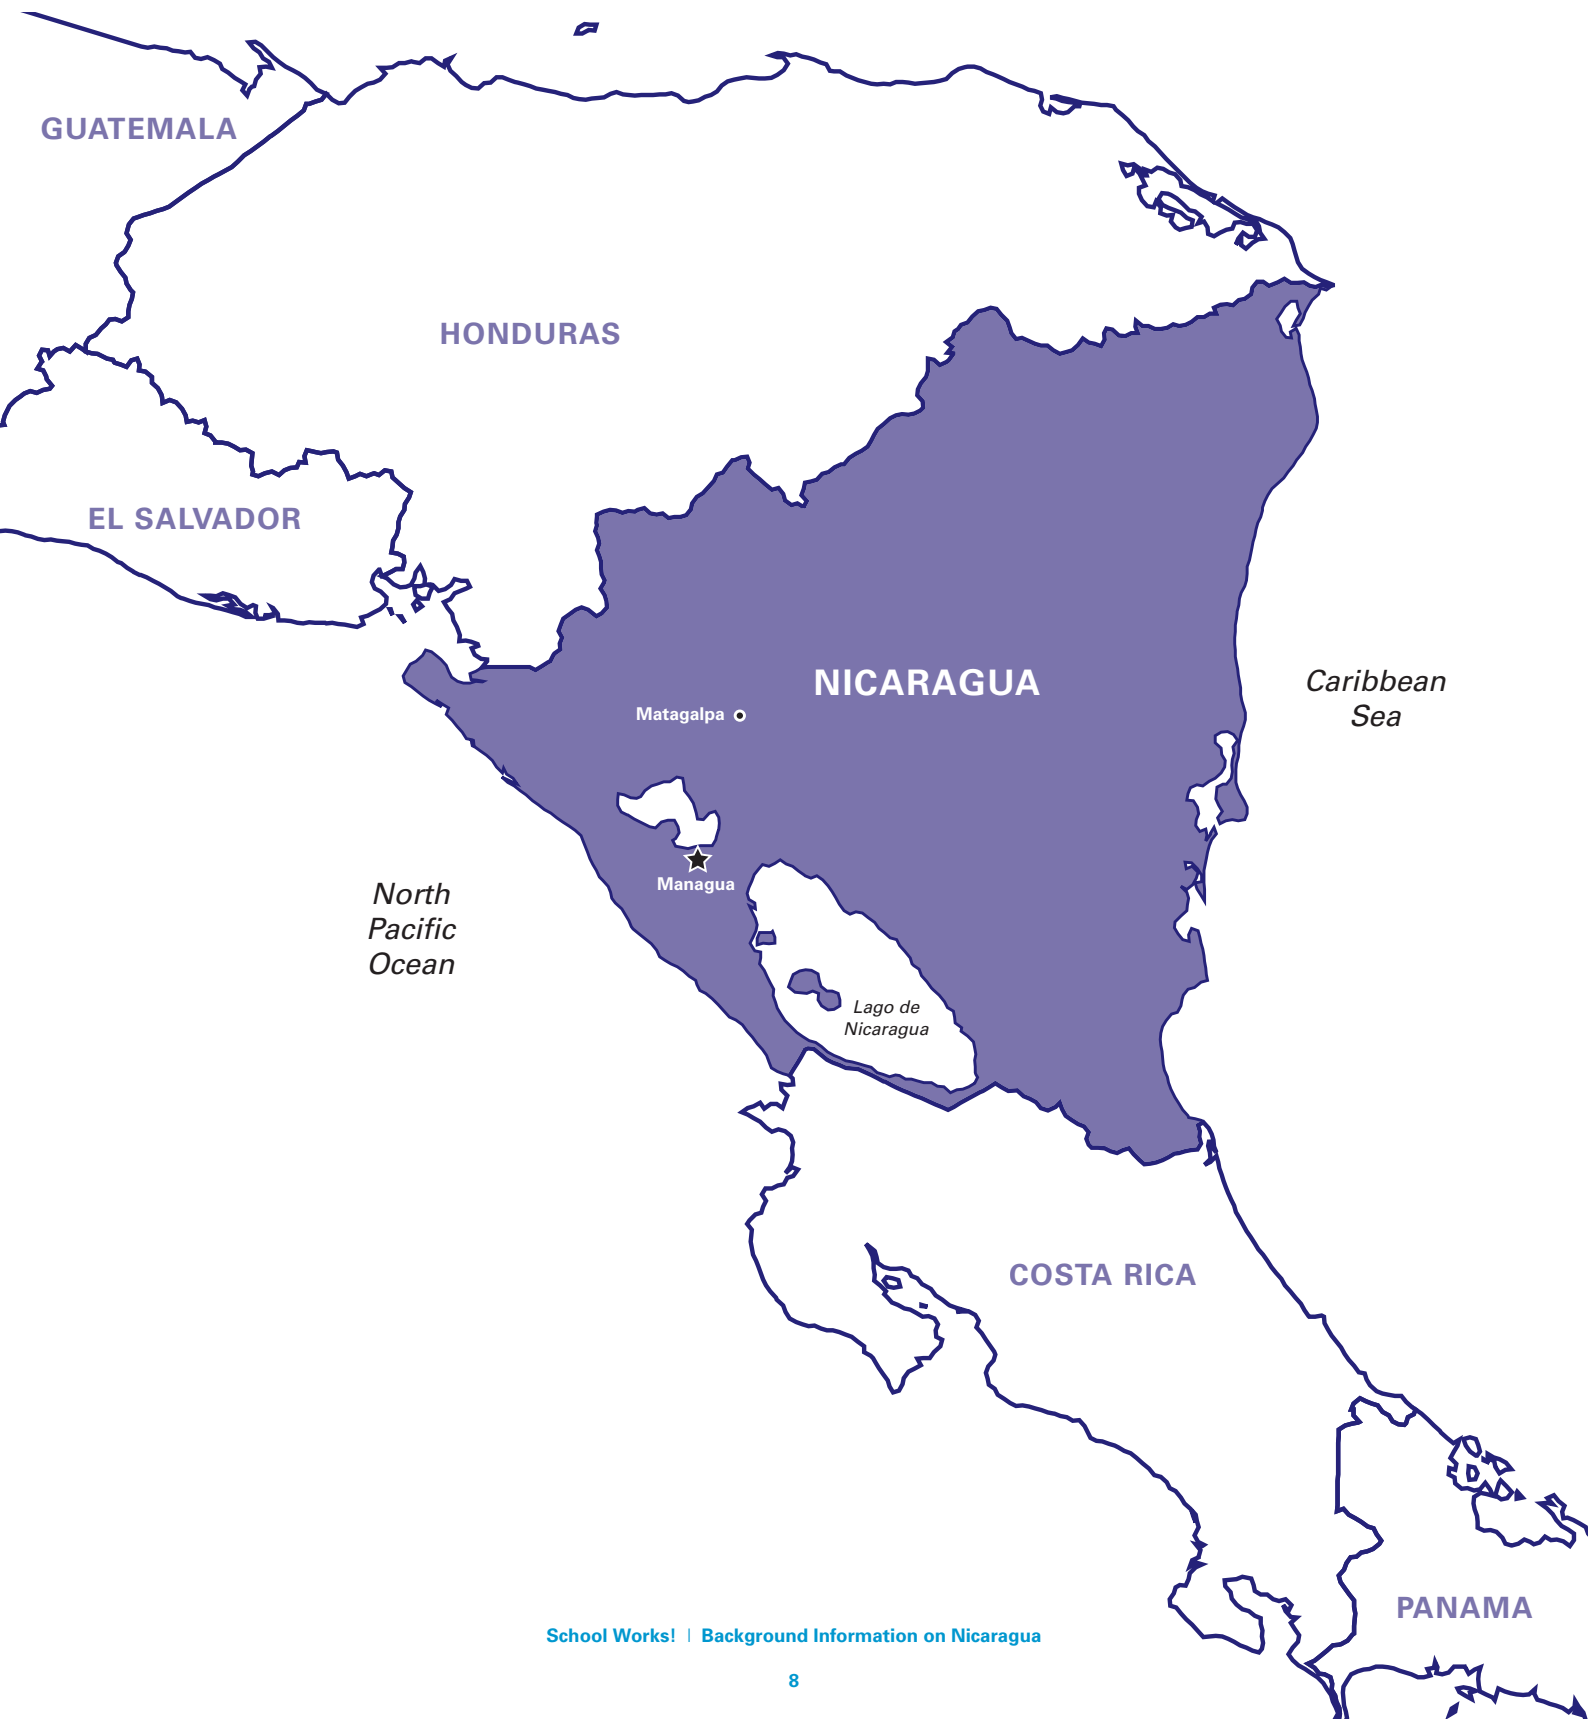 GUATEMALA
HONDURAS
EL SALVADOR
NICARAGUA
Caribbean
Sea
Matagalpa
Managua
North
Pacific
Ocean
Lago de
Nicaragua
COSTA RICA
PANAMA
School Works! | Background Information on Nicaragua
8